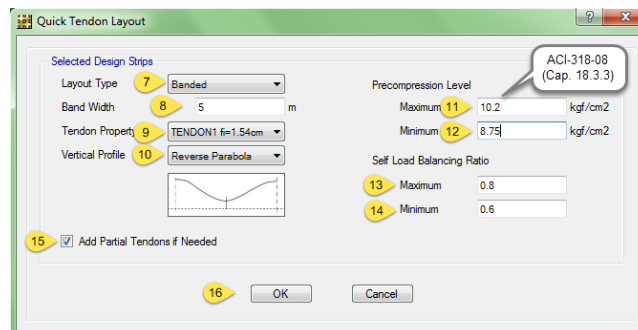 Quick Tendon Layout
Selected Design Strips
Layout Type 7 Banded
Band Width 8 5 m
Tendon Property 9 TENDON1 fi=1.54cm
Vertical Profile 10 Reverse Parabola
15 Add Partial Tendons if Needed
ACI-318-08
(Cap. 18.3.3)
Precompression Level
Maximum 11 10.2 kgf/cm2
Minimum 12 8.75 kgf/cm2
Self Load Balancing Ratio
13 Maximum 0.8
14 Minimum 0.6
16 OK Cancel